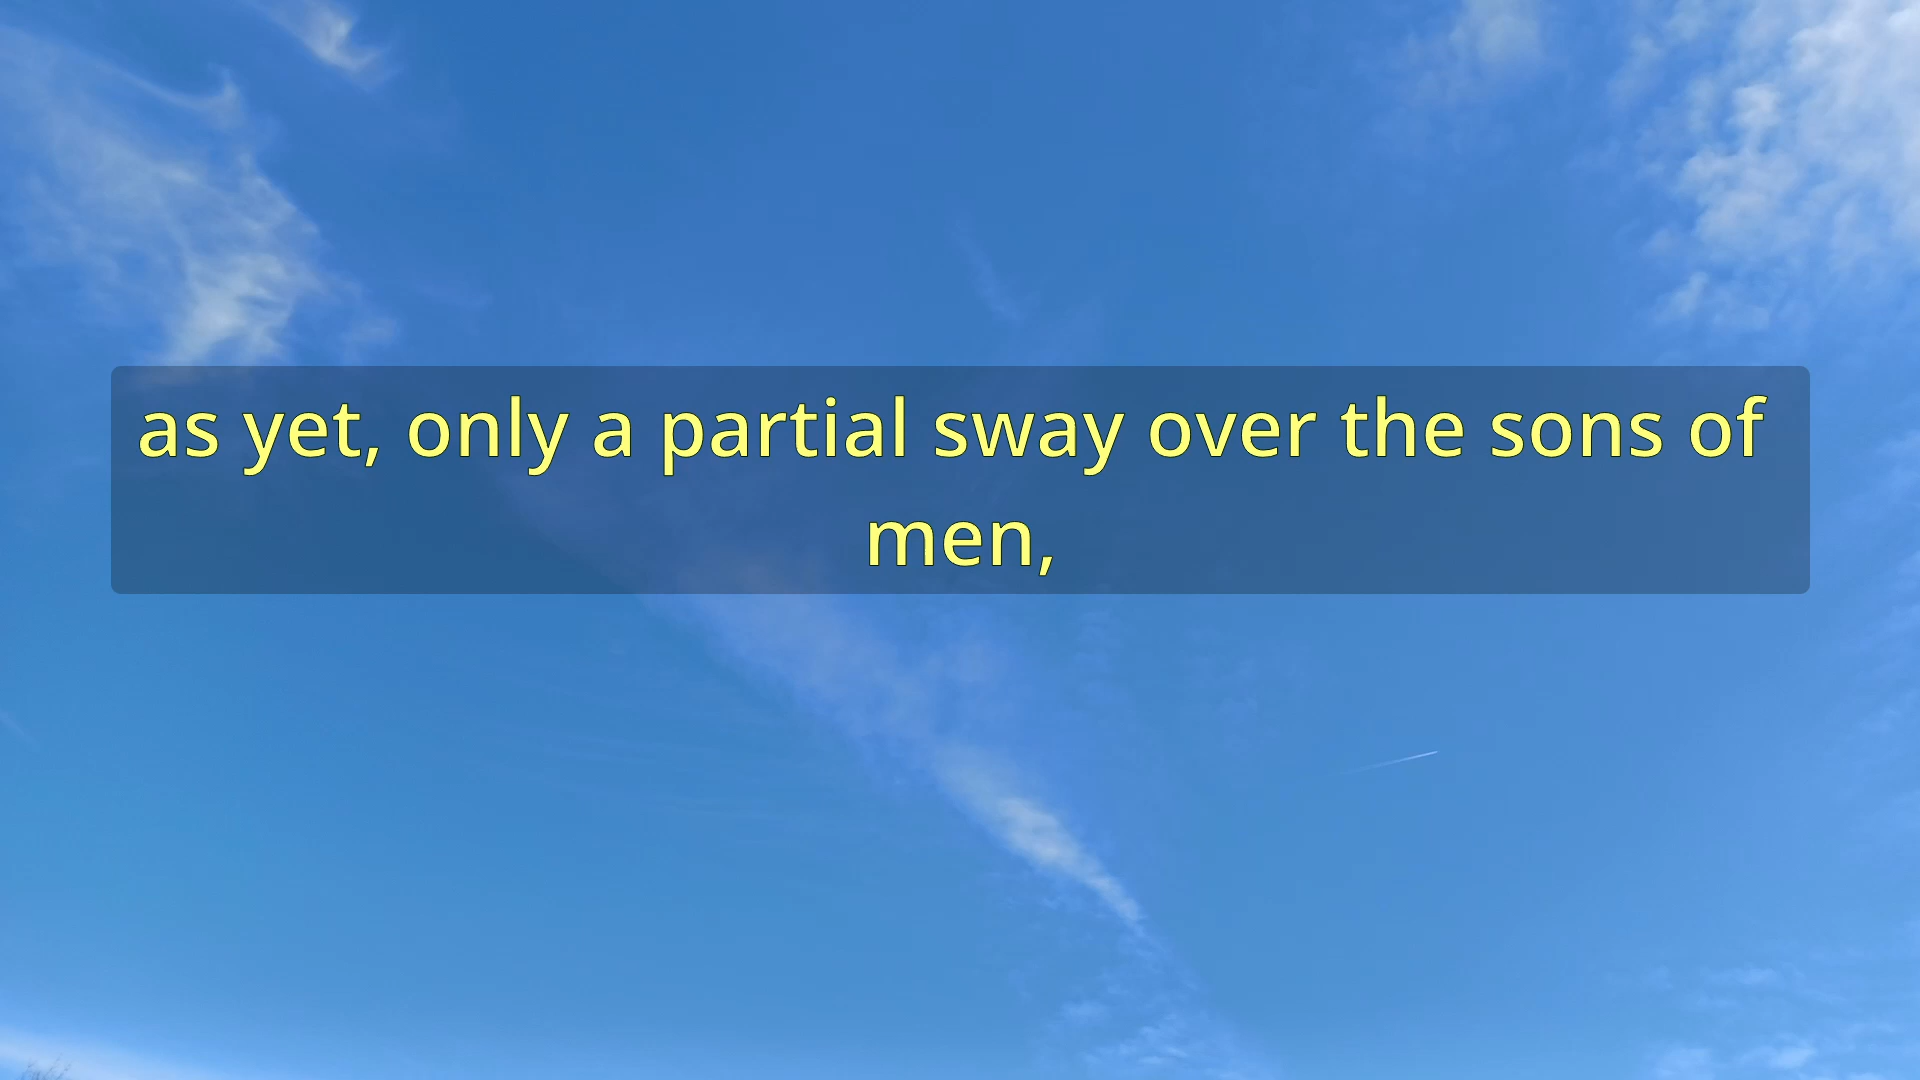 as yet, only a partial sway over the sons of
men,